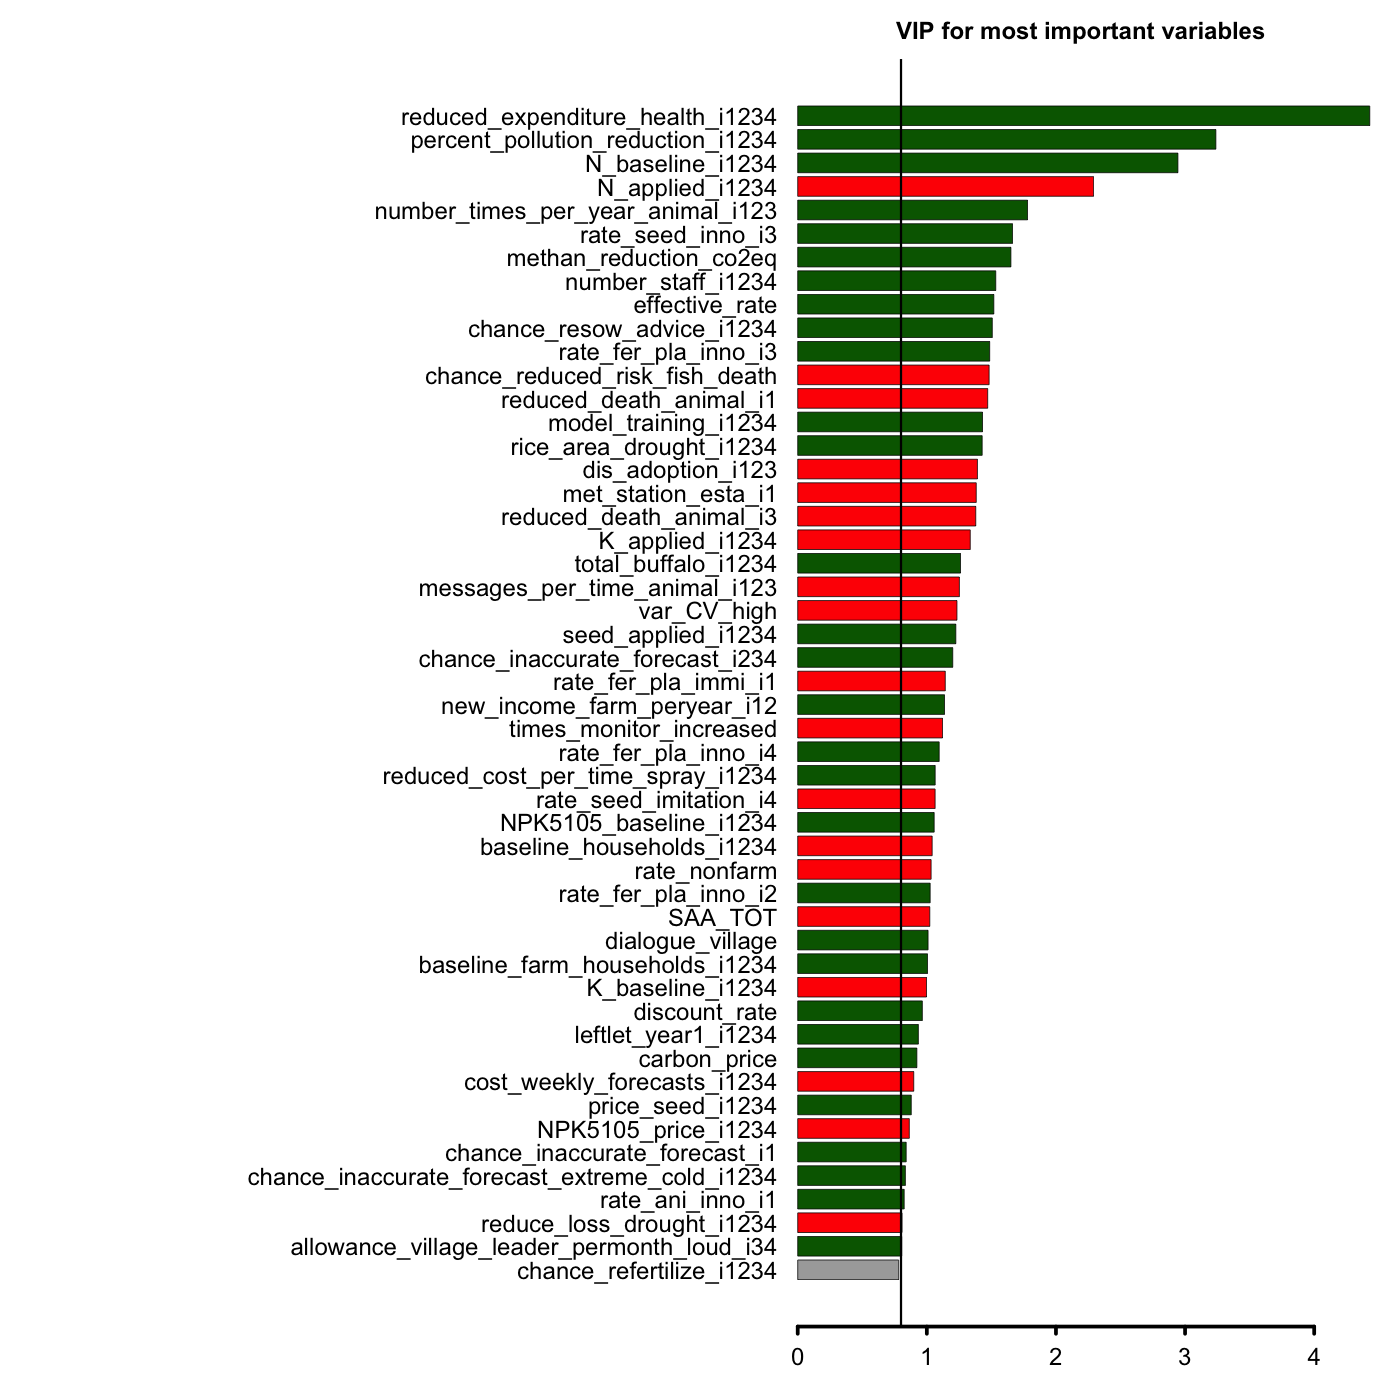 VIP for most important variables
reduced_expenditure_health_i1234
percent_pollution_reduction_i1234
N_baseline_i1234
N_applied_i1234
number_times_per_year_animal_i123
rate_seed_inno_i3
methan_reduction_co2eq
number_staff_i1234
effective_rate
chance_resow_advice_i1234
rate_fer_pla_inno_i3
chance_reduced_risk_fish_death
reduced_death_animal_i1
model_training_i1234
rice_area_drought_i1234
dis_adoption_i123
met_station_esta_i1
reduced_death_animal_i3
K_applied_i1234
total_buffalo_i1234
messages_per_time_animal_i123
var_CV_high
seed_applied_i1234
chance_inaccurate_forecast_i234
rate_fer_pla_immi_i1
new_income_farm_peryear_i12
times_monitor_increased
rate_fer_pla_inno_i4
reduced_cost_per_time_spray_i1234
rate_seed_imitation_i4
NPK5105_baseline_i1234
baseline_households_i1234
rate_nonfarm
rate_fer_pla_inno_i2
SAA_TOT
dialogue_village
baseline_farm_households_i1234
K_baseline_i1234
discount_rate
leftlet_year1_i1234
carbon_price
cost_weekly_forecasts_i1234
price_seed_i1234
NPK5105_price_i1234
chance_inaccurate_forecast_i1
chance_inaccurate_forecast_extreme_cold_i1234
rate_ani_inno_i1
reduce_loss_drought_i1234
allowance_village_leader_permonth_loud_i34
chance_refertilize_i1234
0 1 2 3 4